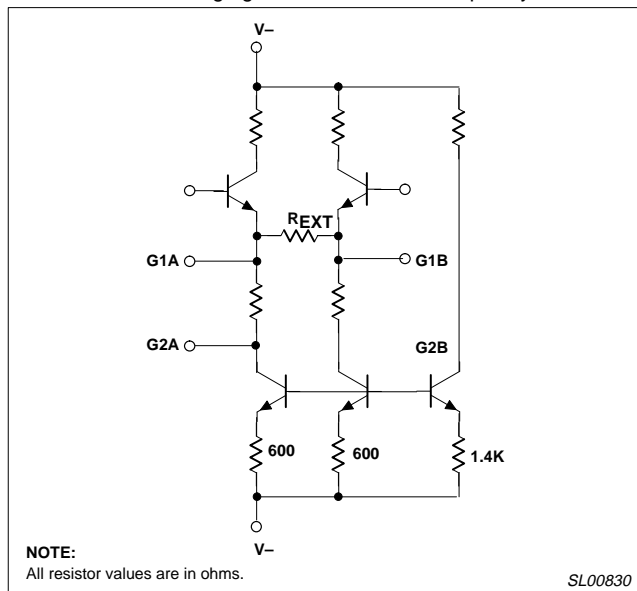 V–
REXT
G1A
G1B
G2A
G2B
600
600
1.4K
V–
NOTE:
All resistor values are in ohms.
SL00830